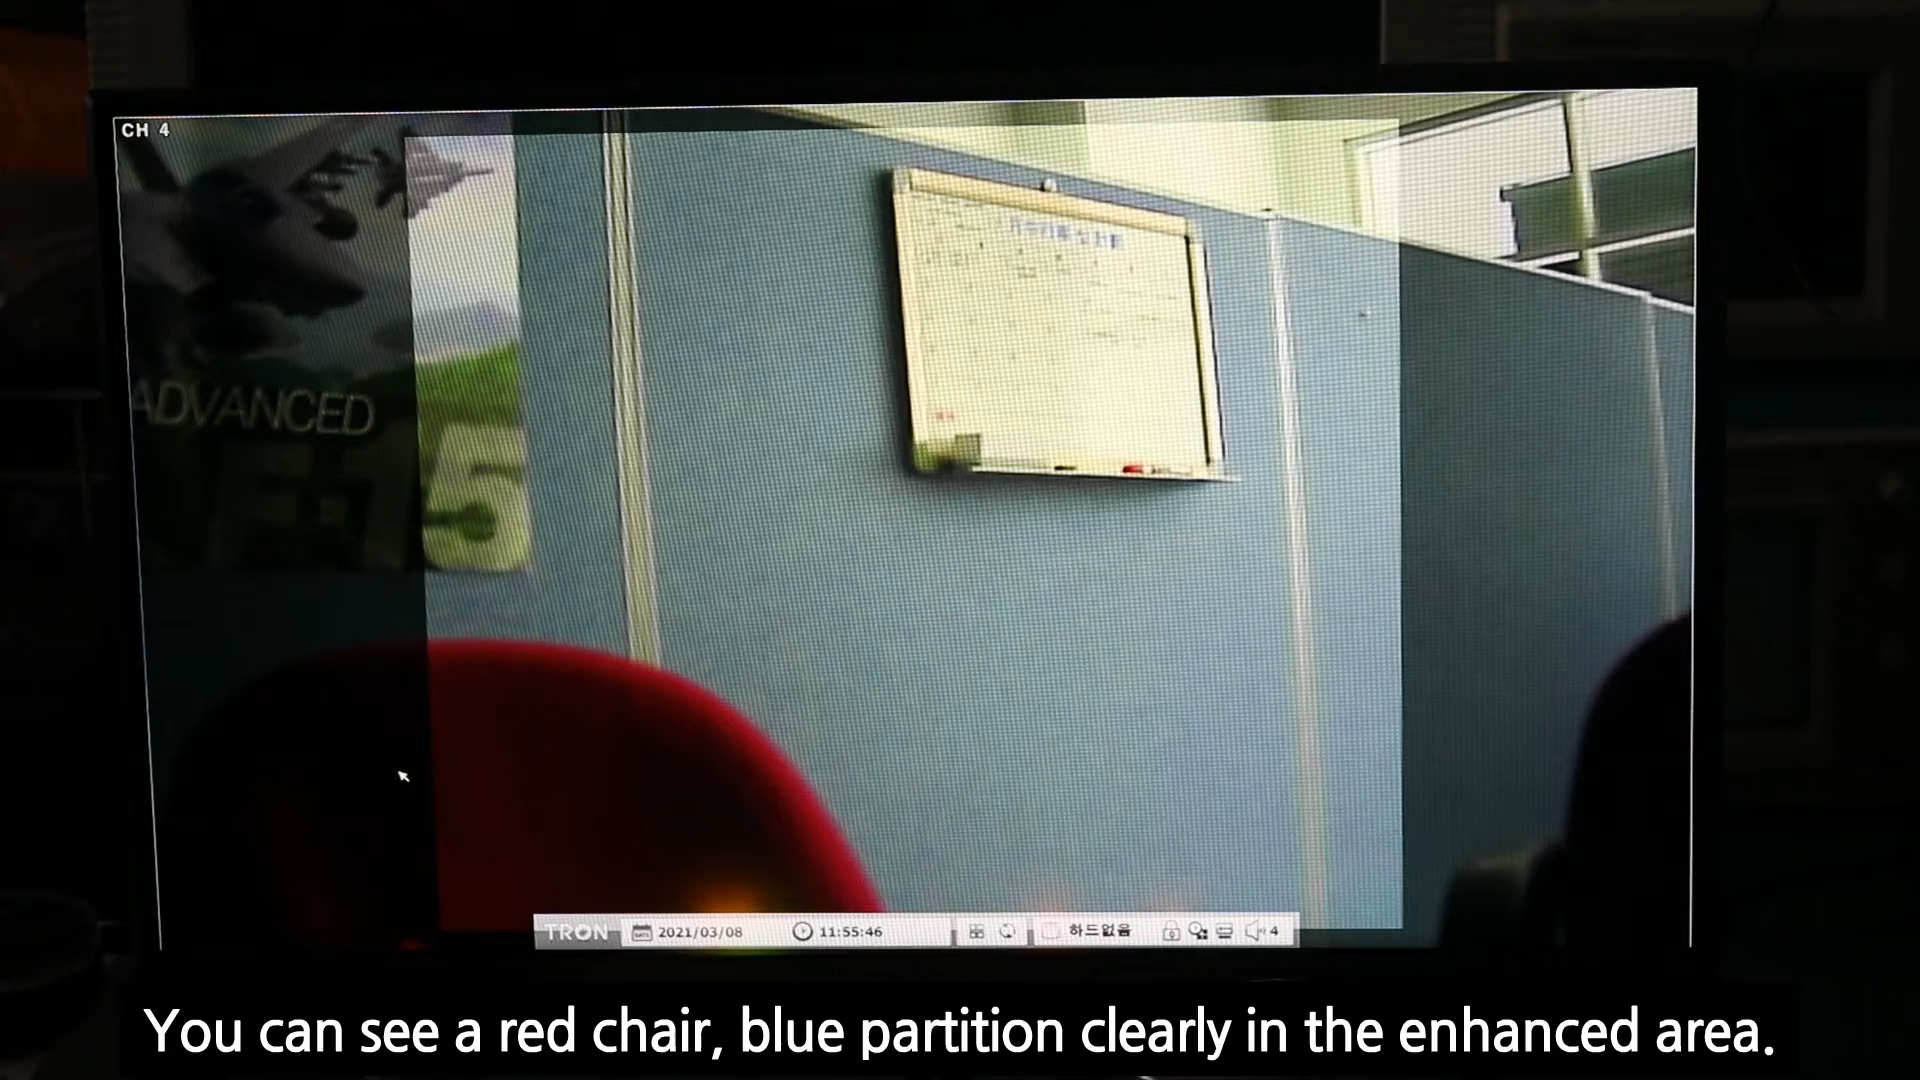 CH 4
ADVANCED
TRON 2021/03/08 11:55:46 하드없음 4
You can see a red chair, blue partition clearly in the enhanced area.